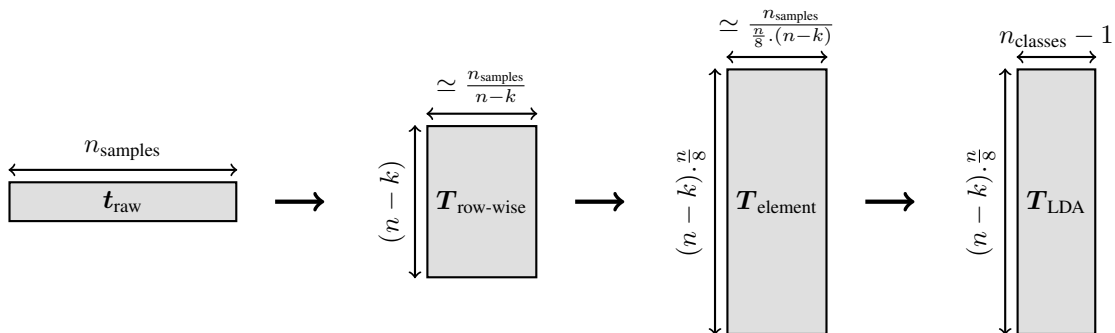 n_samples
t_raw
≃ n_samples / (n−k)
(n − k)
T_row-wise
≃ n_samples / (n/8 .(n−k))
(n − k). n/8
T_element
n_classes − 1
(n − k). n/8
T_LDA